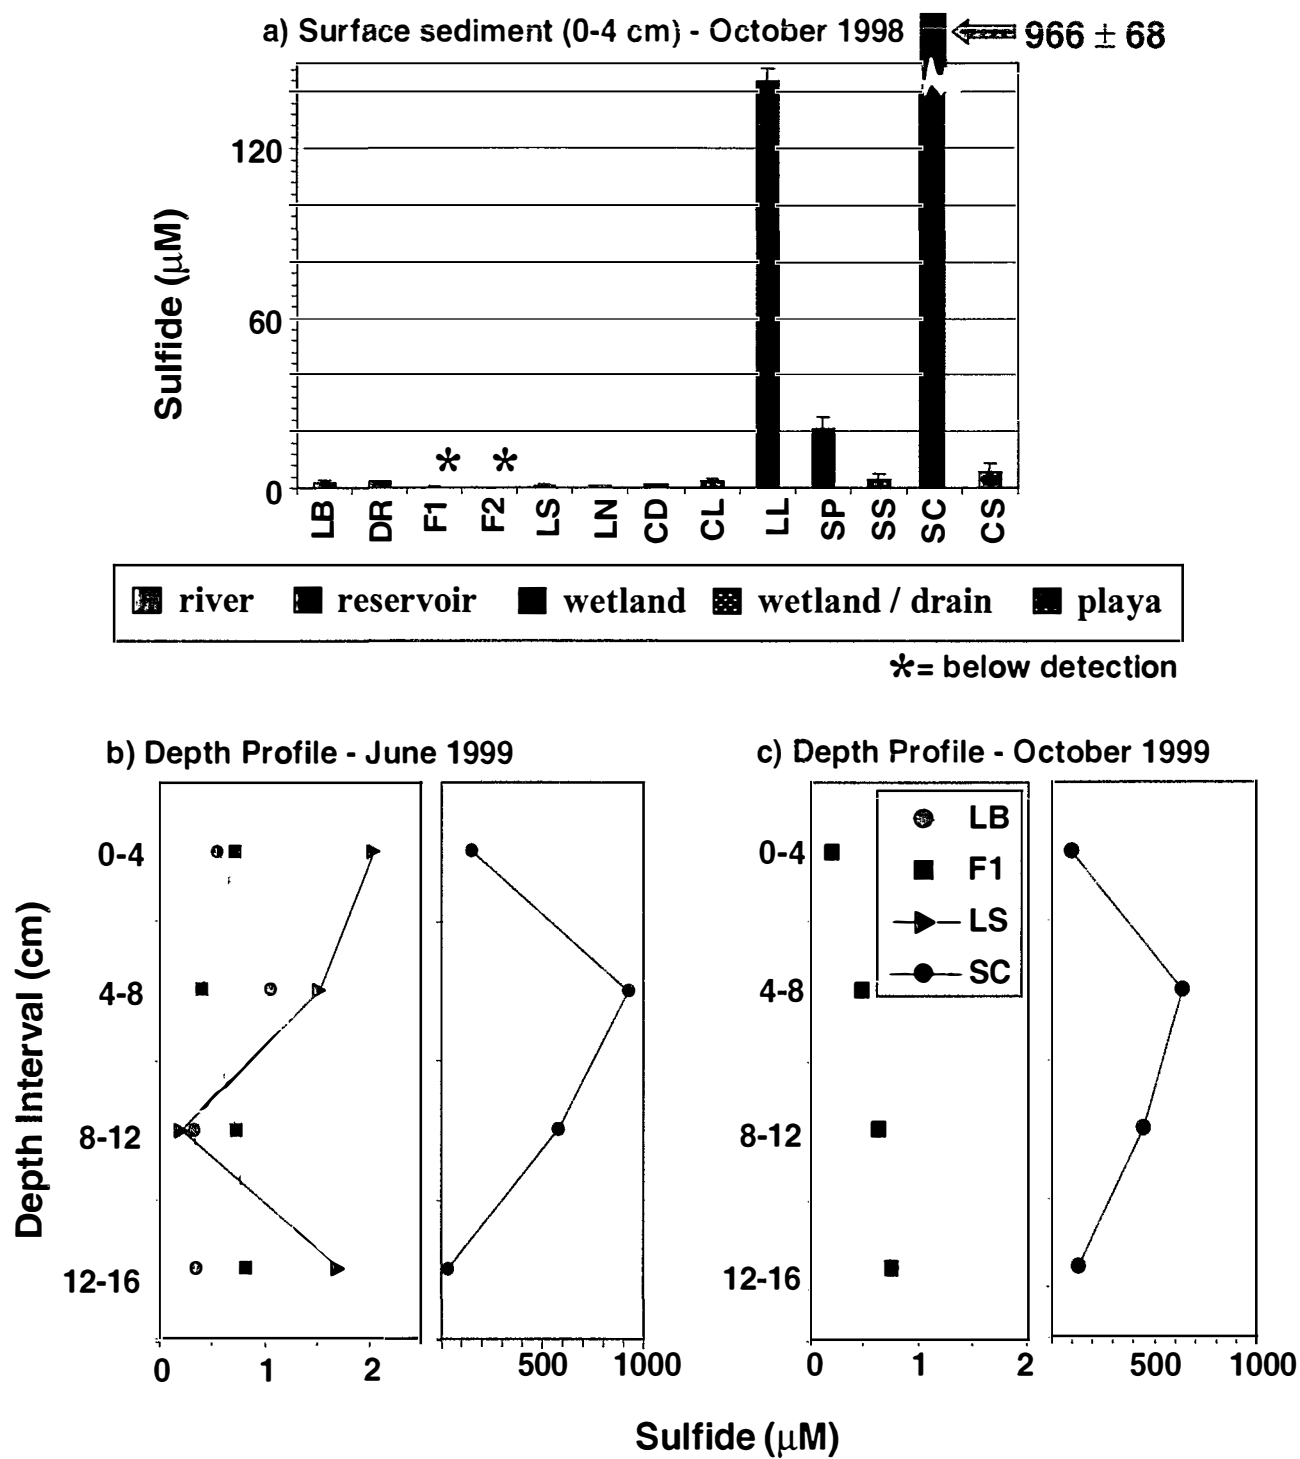 a) Surface sediment (0-4 cm) - October 1998
966 ± 68
120
60
0
Sulfide (μM)
* *
LB DR F1 F2 LS LN CD CL LL SP SS SC CS
river reservoir wetland wetland / drain playa
*= below detection
b) Depth Profile - June 1999
c) Depth Profile - October 1999
Depth Interval (cm)
0-4
4-8
8-12
12-16
0 1 2
500 1000
0-4
4-8
8-12
12-16
LB
F1
LS
SC
0 1 2
500 1000
Sulfide (μM)